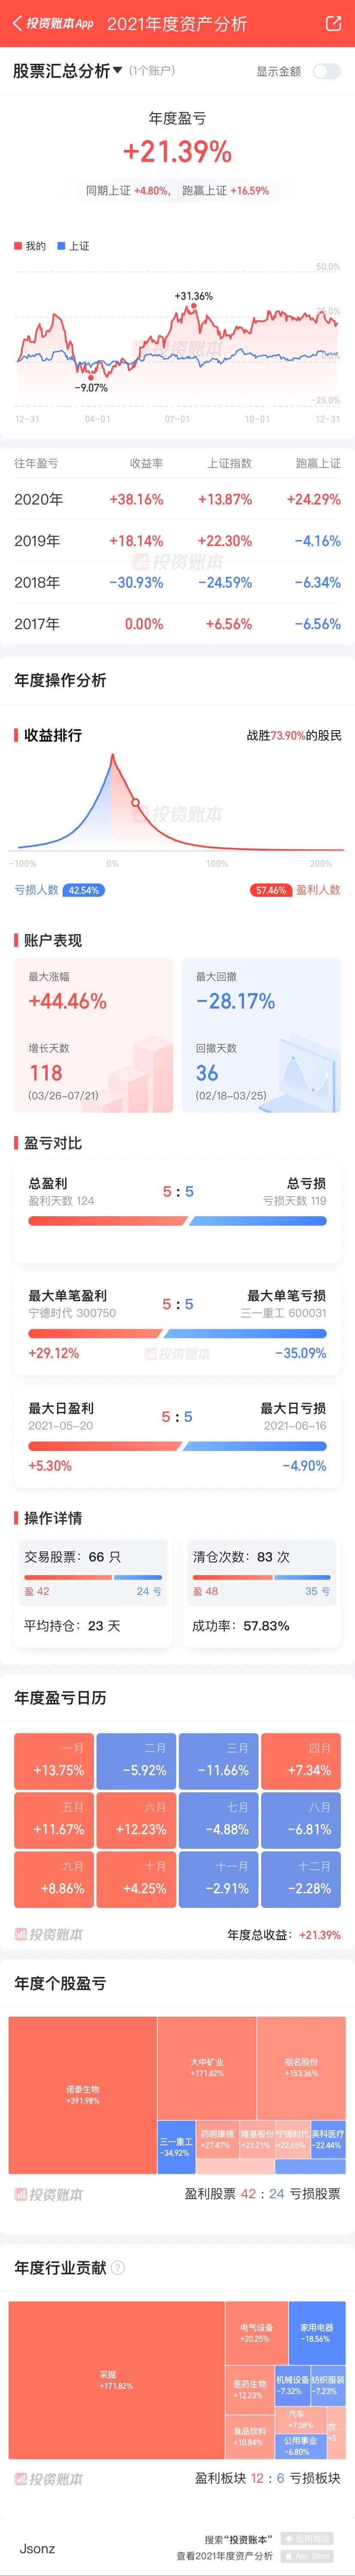 投资账本App 2021年度资产分析
股票汇总分析 (1个账户) 显示金额
年度盈亏
+21.39%
同期上证 +4.80%, 跑赢上证 +16.59%
我的 上证
50.0%
+31.36%
25.0%
投资账本
0.0%
-9.07%
-25.0%
12-31 04-01 07-01 10-01 12-31
往年盈亏 收益率 上证指数 跑赢上证
2020年 +38.16% +13.87% +24.29%
2019年 +18.14% +22.30% -4.16%
投资账本
2018年 -30.93% -24.59% -6.34%
2017年 0.00% +6.56% -6.56%
年度操作分析
收益排行 战胜73.90%的股民
投资账本
-100% 0% 100% 200%
亏损人数 42.54% 57.46% 盈利人数
账户表现
最大涨幅 最大回撤
+44.46% -28.17%
增长天数 回撤天数
118 36
(03/26-07/21) (02/18-03/25)
盈亏对比
总盈利 5 : 5 总亏损
盈利天数 124 亏损天数 119
最大单笔盈利 5 : 5 最大单笔亏损
宁德时代 300750 三一重工 600031
+29.12% 投资账本 -35.09%
最大日盈利 5 : 5 最大日亏损
2021-05-20 2021-06-16
+5.30% -4.90%
操作详情
交易股票: 66 只 清仓次数: 83 次
盈 42 24 亏 盈 48 35 亏
平均持仓: 23 天 成功率: 57.83%
年度盈亏日历
一月 二月 三月 四月
+13.75% -5.92% -11.66% +7.34%
五月 六月 七月 八月
+11.67% +12.23% -4.88% -6.81%
九月 十月 十一月 十二月
+8.86% +4.25% -2.91% -2.28%
投资账本 年度总收益: +21.39%
年度个股盈亏
诺泰生物
+391.98%
大中矿业
+171.82%
祖名股份
+153.36%
三一重工
-34.92%
药明康德
+27.47%
隆基股份
+23.21%
宁德时代
+22.65%
英科医疗
-22.44%
投资账本 盈利股票 42 : 24 亏损股票
年度行业贡献 ?
采掘
+171.82%
电气设备
+20.25%
家用电器
-18.56%
医药生物
+12.23%
机械设备
-7.32%
纺织服装
-7.23%
食品饮料
+10.84%
汽车
+7.08%
农...
+5...
公用事业
-6.80%
投资账本 盈利板块 12 : 6 亏损板块
Jsonz
搜索“投资账本” 应用商店
查看2021年度资产分析 App Store